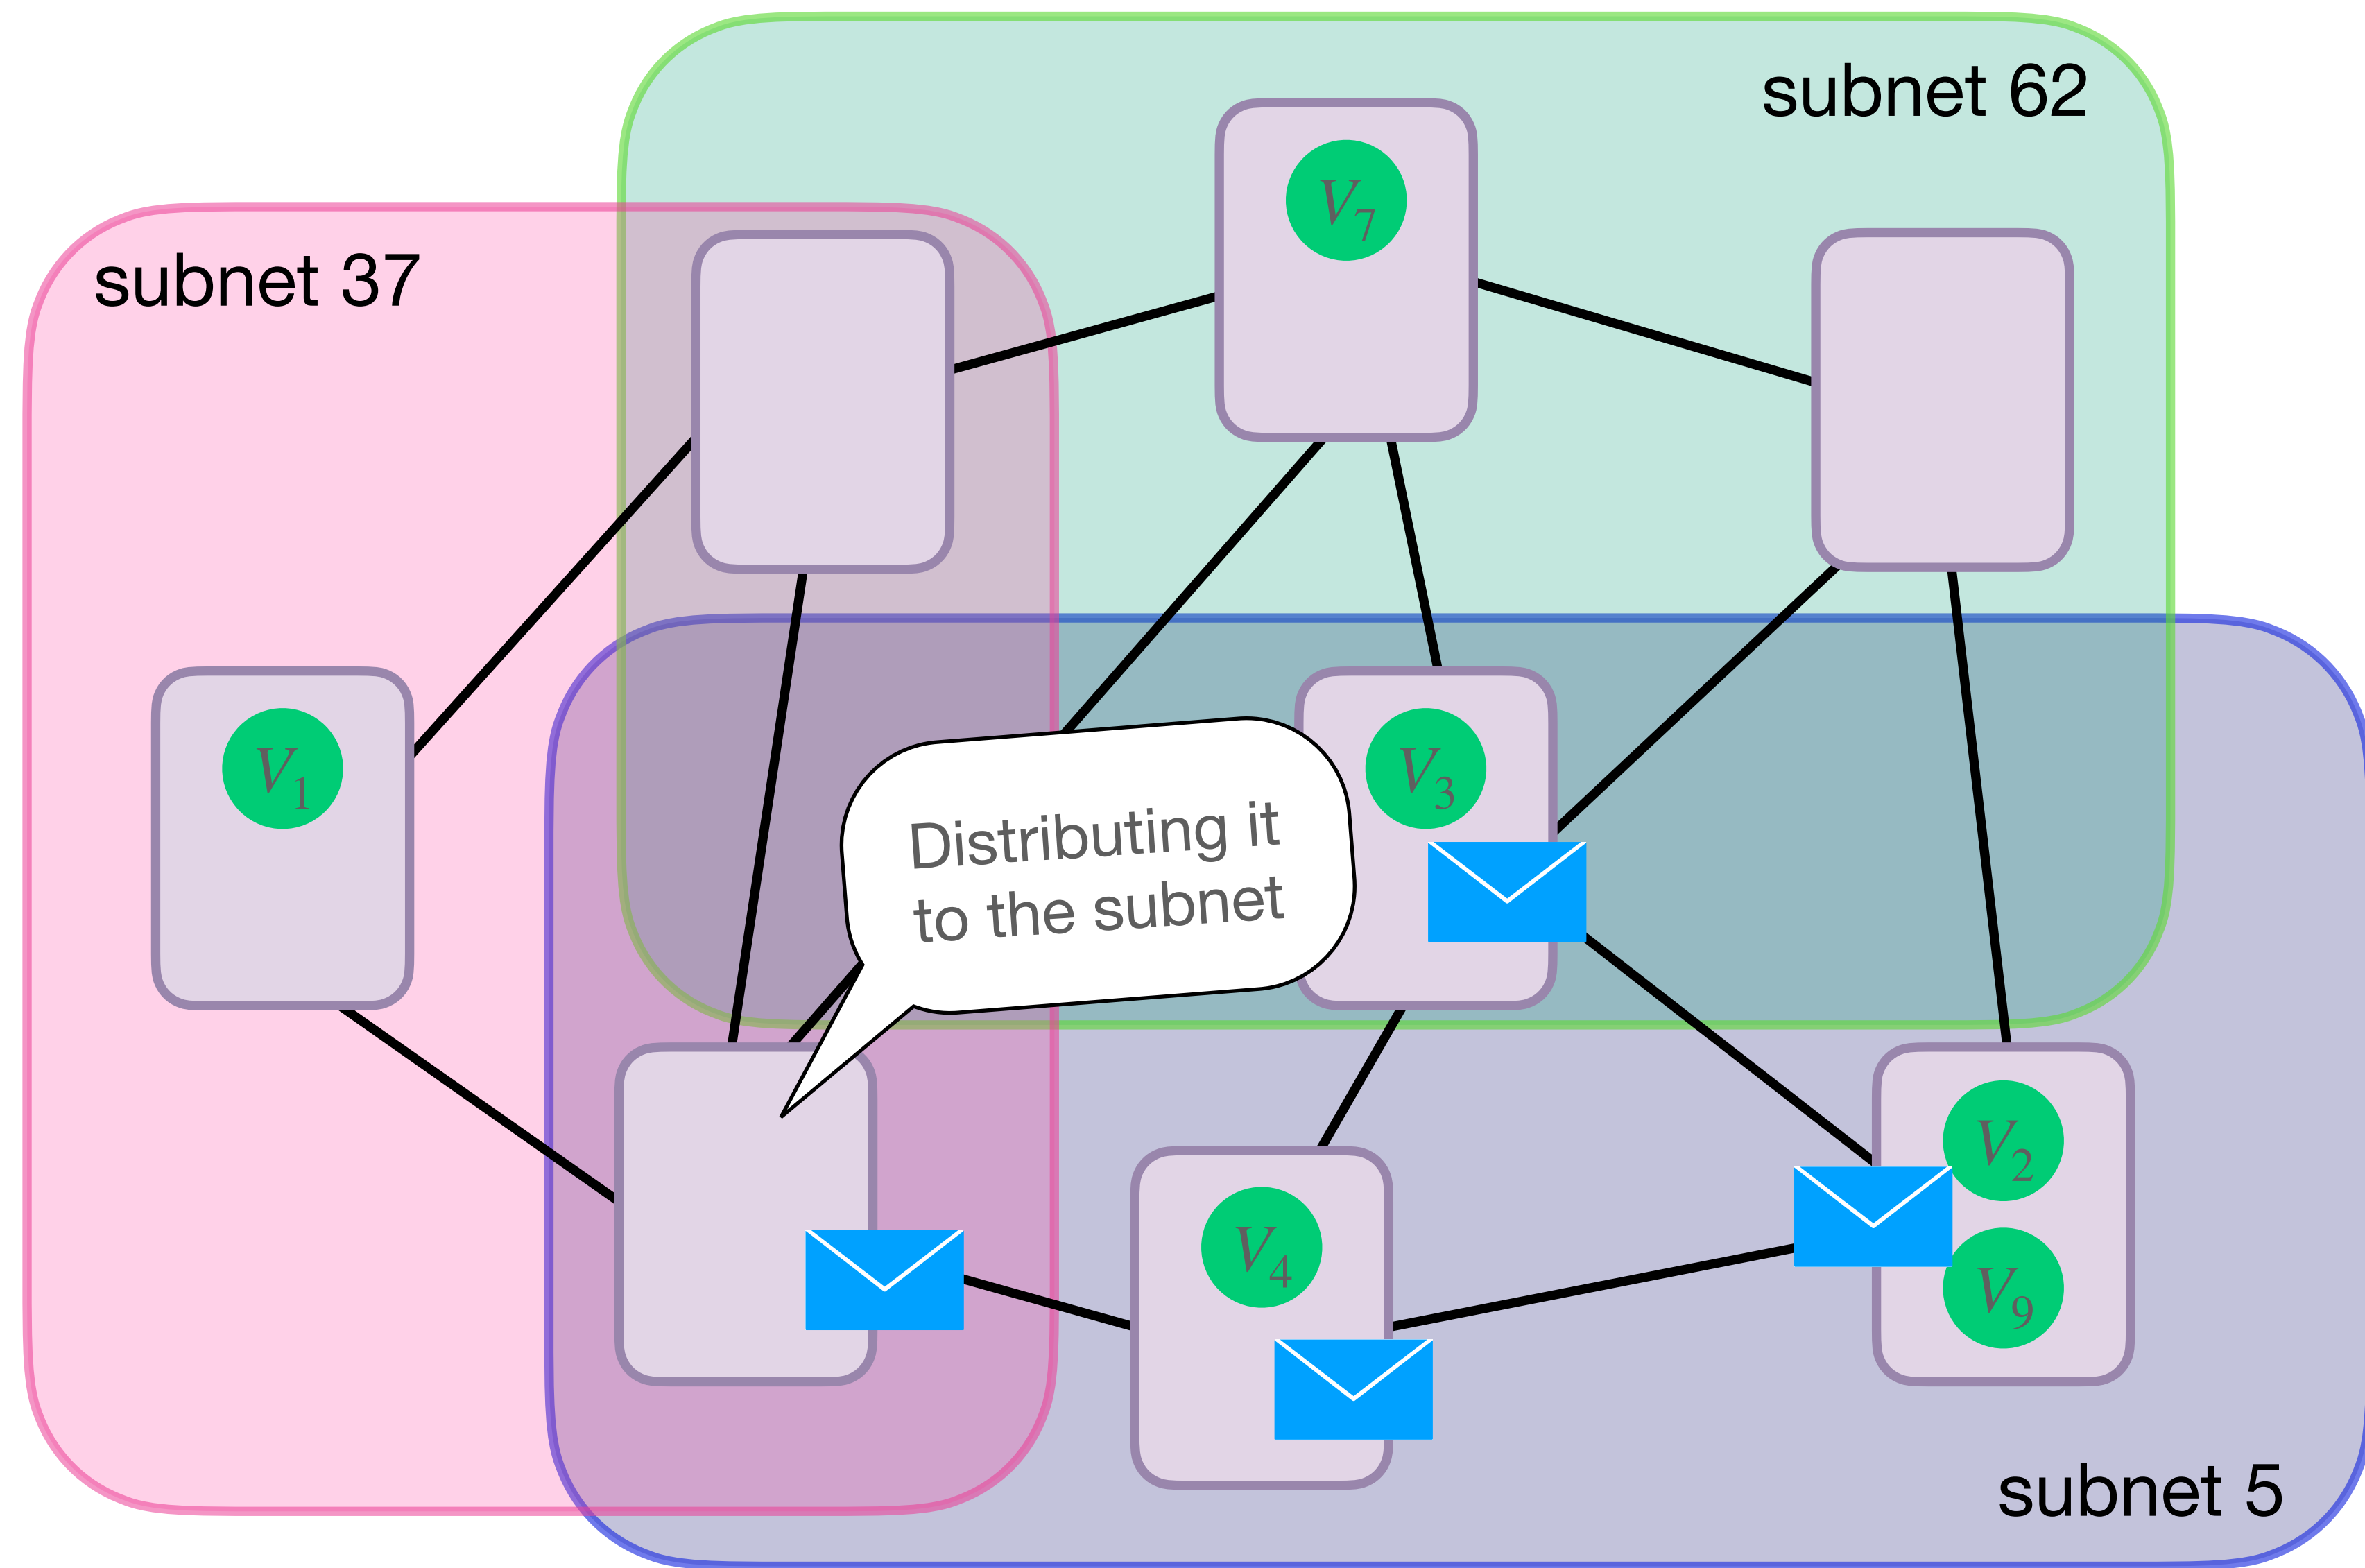 subnet 62
V7
subnet 37
V1
V3
Distributing it
to the subnet
V2
V4
V9
subnet 5